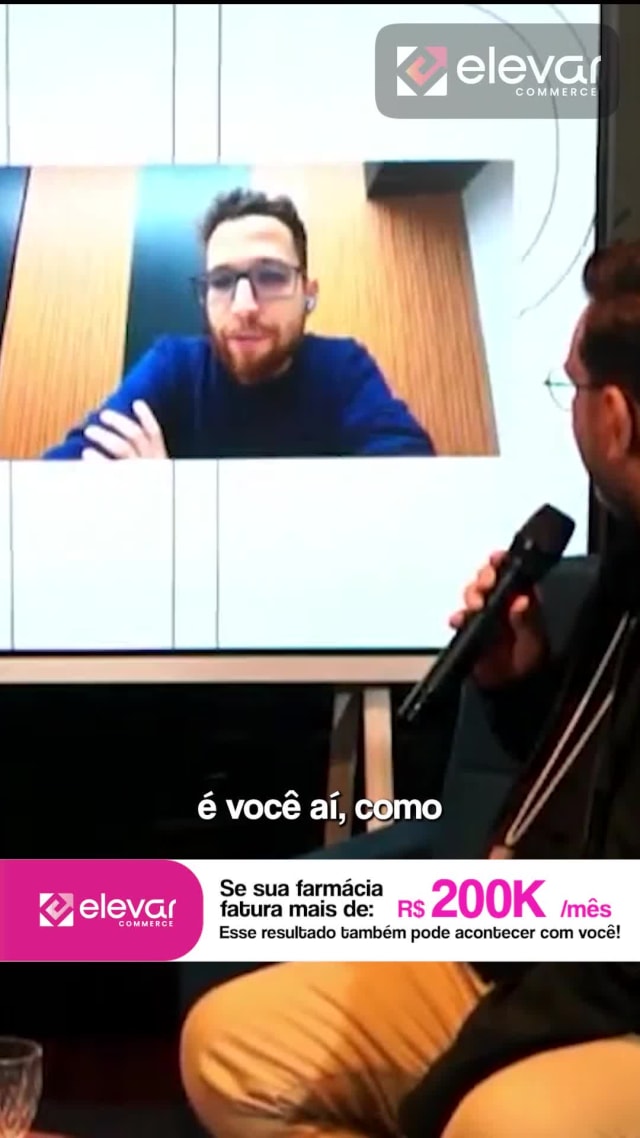 elevar
COMMERCE
é você aí, como
elevar
COMMERCE
Se sua farmácia
fatura mais de: R$ 200K /mês
Esse resultado também pode acontecer com você!